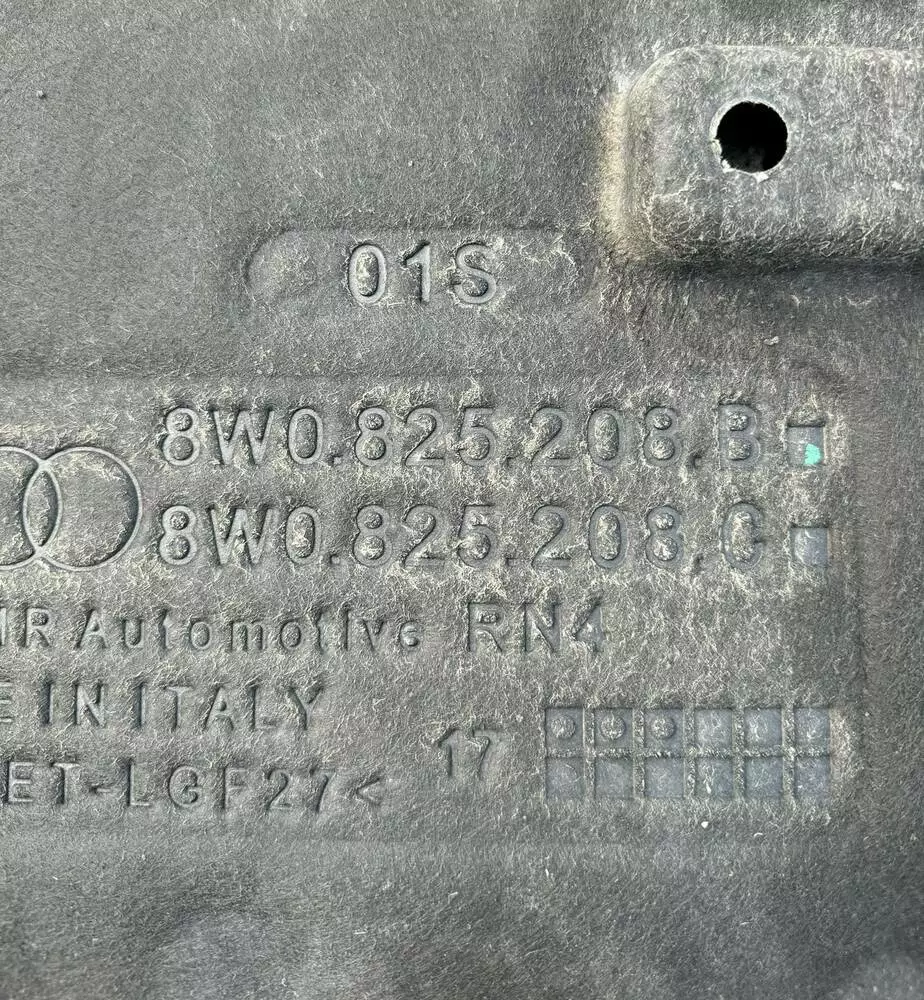 01S
8W0.825.208.B
8W0.825.208.C
Automotive RN4
IN ITALY
17
ET-LGF27<